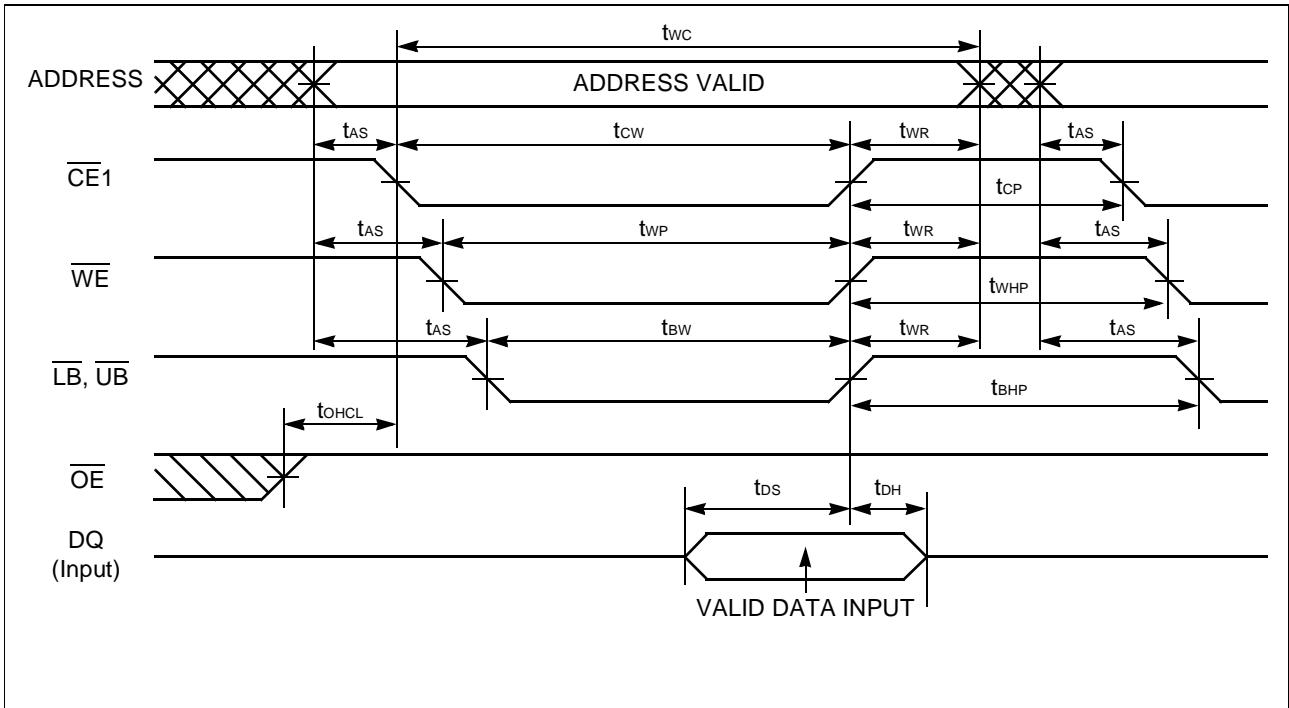 tWC
ADDRESS
ADDRESS VALID
tAS
tCW
tWR
tAS
CE1
tCP
tAS
tWP
tWR
tAS
WE
tWHP
tAS
tBW
tWR
tAS
LB, UB
tBHP
tOHCL
OE
tDS
tDH
DQ
(Input)
VALID DATA INPUT